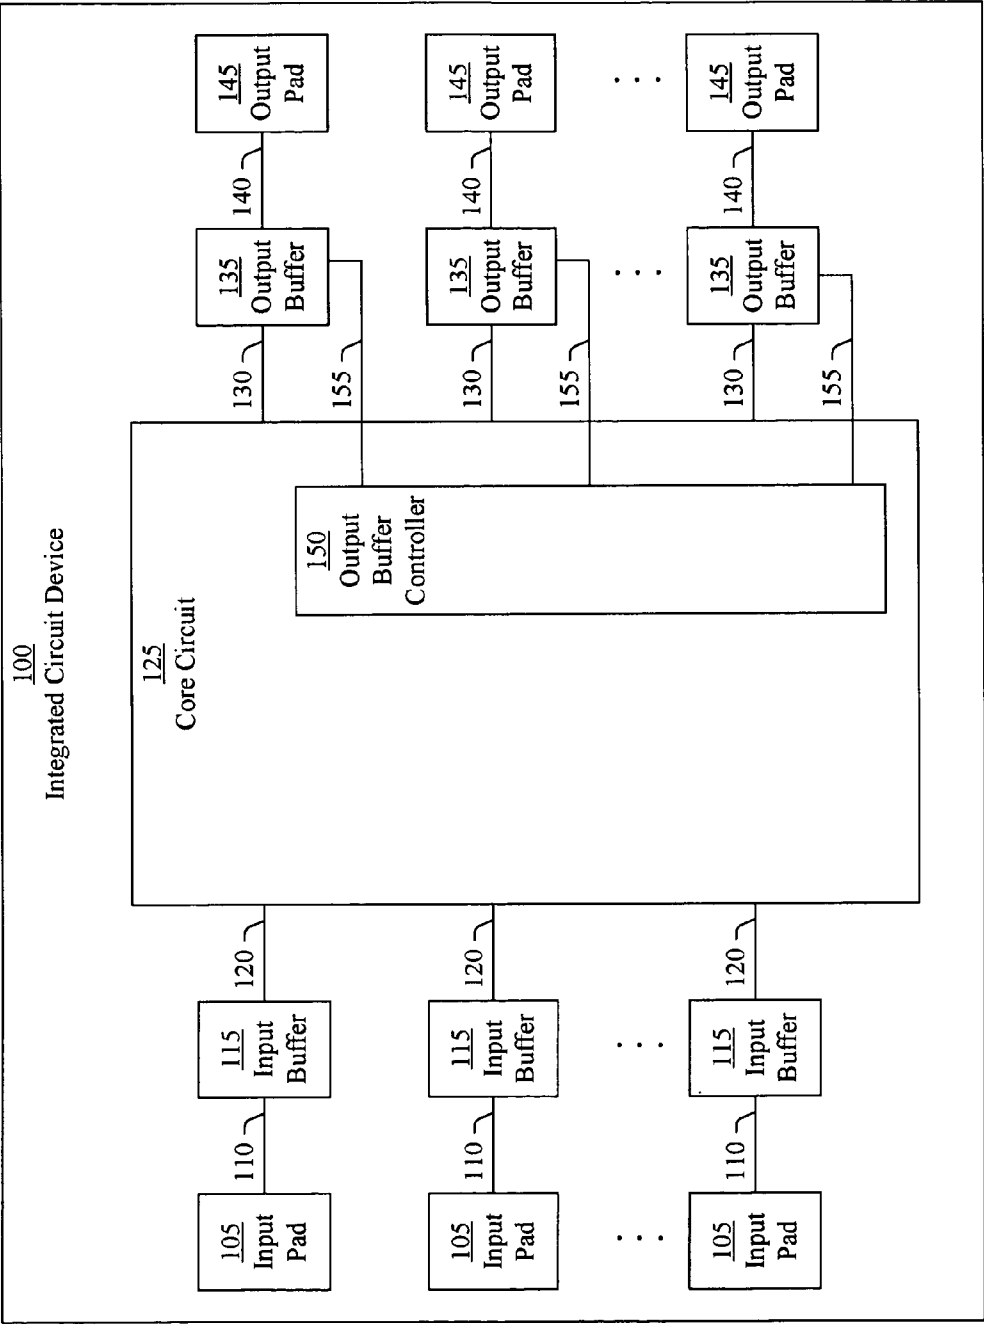 100
Integrated Circuit Device
125
Core Circuit
105
Input
Pad
110
115
Input
Buffer
120
130
135
Output
Buffer
140
145
Output
Pad
155
150
Output
Buffer
Controller
105
Input
Pad
110
115
Input
Buffer
120
130
135
Output
Buffer
140
145
Output
Pad
155
. . .
. . .
. . .
. . .
105
Input
Pad
110
115
Input
Buffer
120
130
135
Output
Buffer
140
145
Output
Pad
155